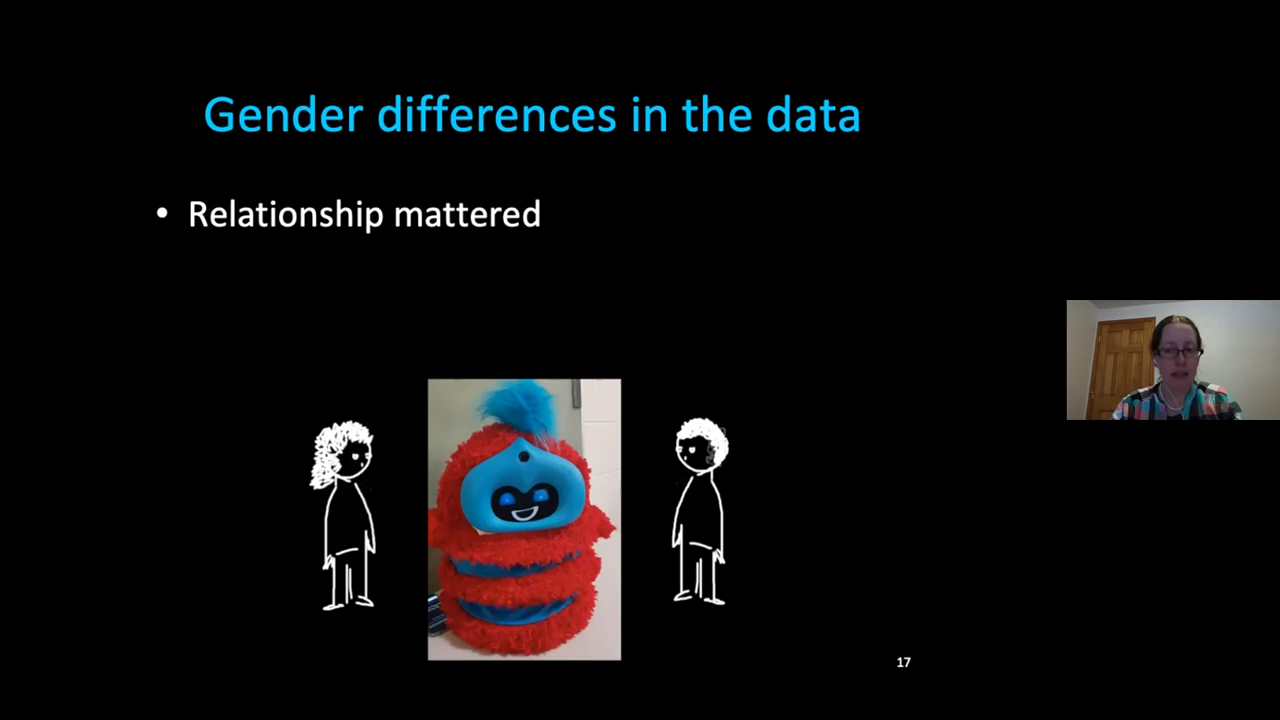 Gender differences in the data
• Relationship mattered
17